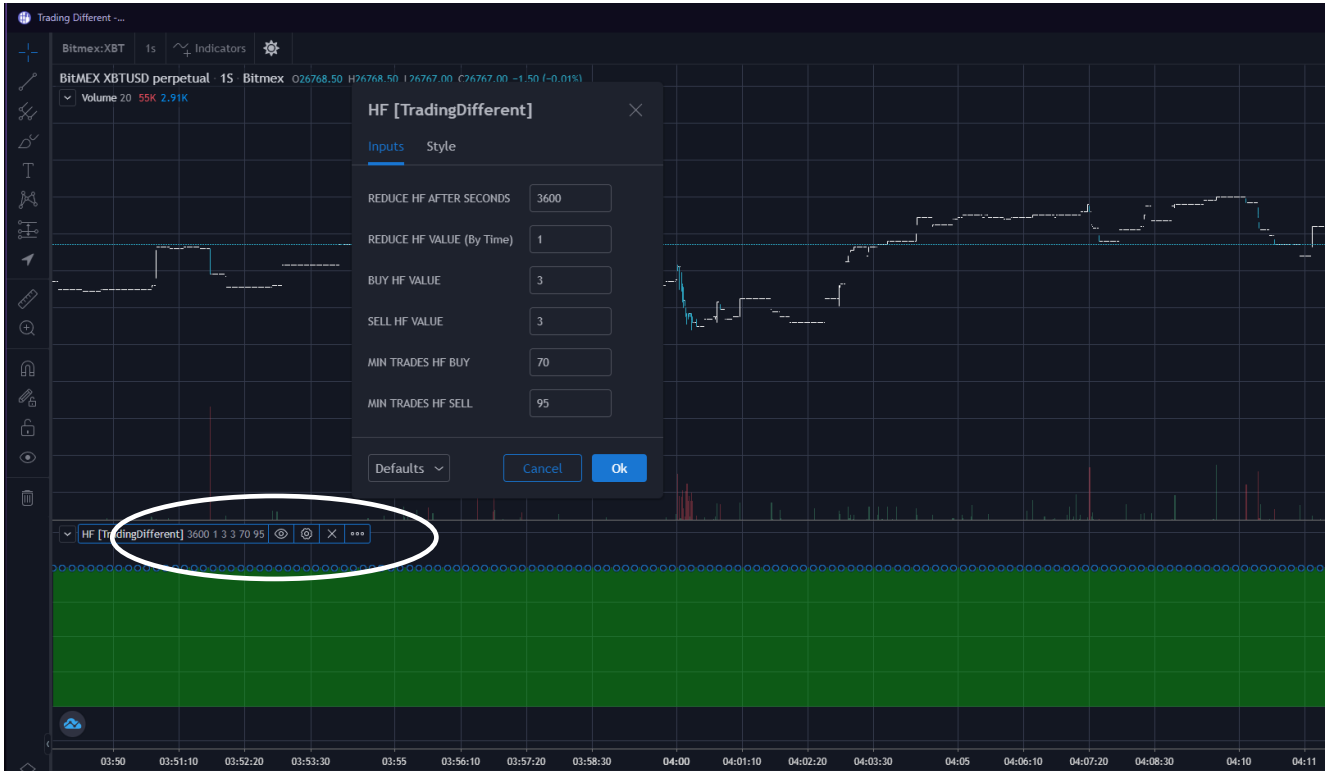 Trading Different -...
Bitmex:XBT 1s Indicators
BitMEX XBTUSD perpetual · 1S · Bitmex O26768.50 H26768.50 L26767.00 C26767.00 −1.50 (−0.01%)
Volume 20 55K 2.91K
HF [TradingDifferent]
Inputs Style
REDUCE HF AFTER SECONDS 3600
REDUCE HF VALUE (By Time) 1
BUY HF VALUE 3
SELL HF VALUE 3
MIN TRADES HF BUY 70
MIN TRADES HF SELL 95
Defaults Cancel Ok
HF [TradingDifferent] 3600 1 3 3 70 95
03:50 03:51:10 03:52:20 03:53:30 03:55 03:56:10 03:57:20 03:58:30 04:00 04:01:10 04:02:20 04:03:30 04:05 04:06:10 04:07:20 04:08:30 04:10 04:11